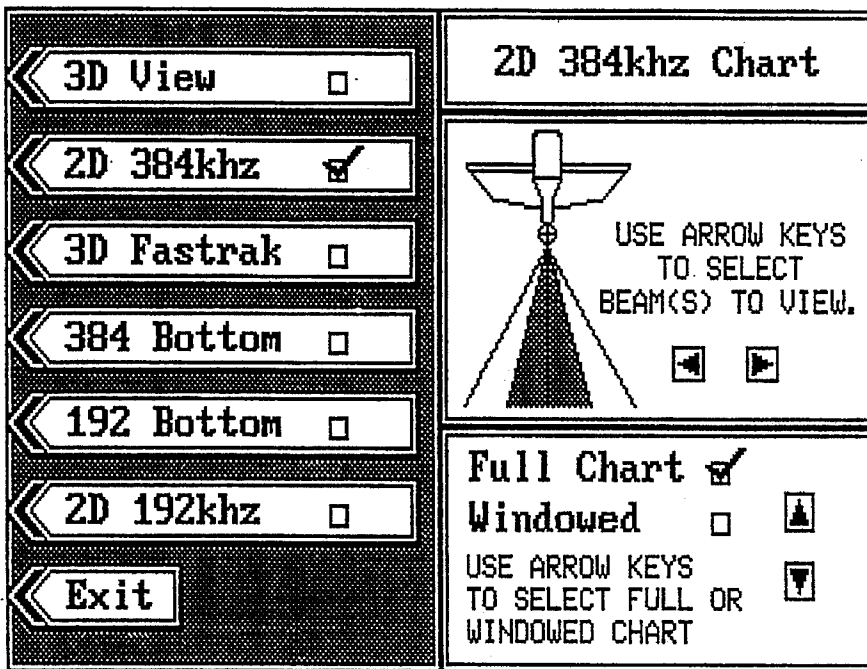 3D View
2D 384khz
3D Fastrak
384 Bottom
192 Bottom
2D 192khz
Exit
2D 384khz Chart
USE ARROW KEYS
TO SELECT
BEAM(S) TO VIEW.
Full Chart
Windowed
USE ARROW KEYS
TO SELECT FULL OR
WINDOWED CHART